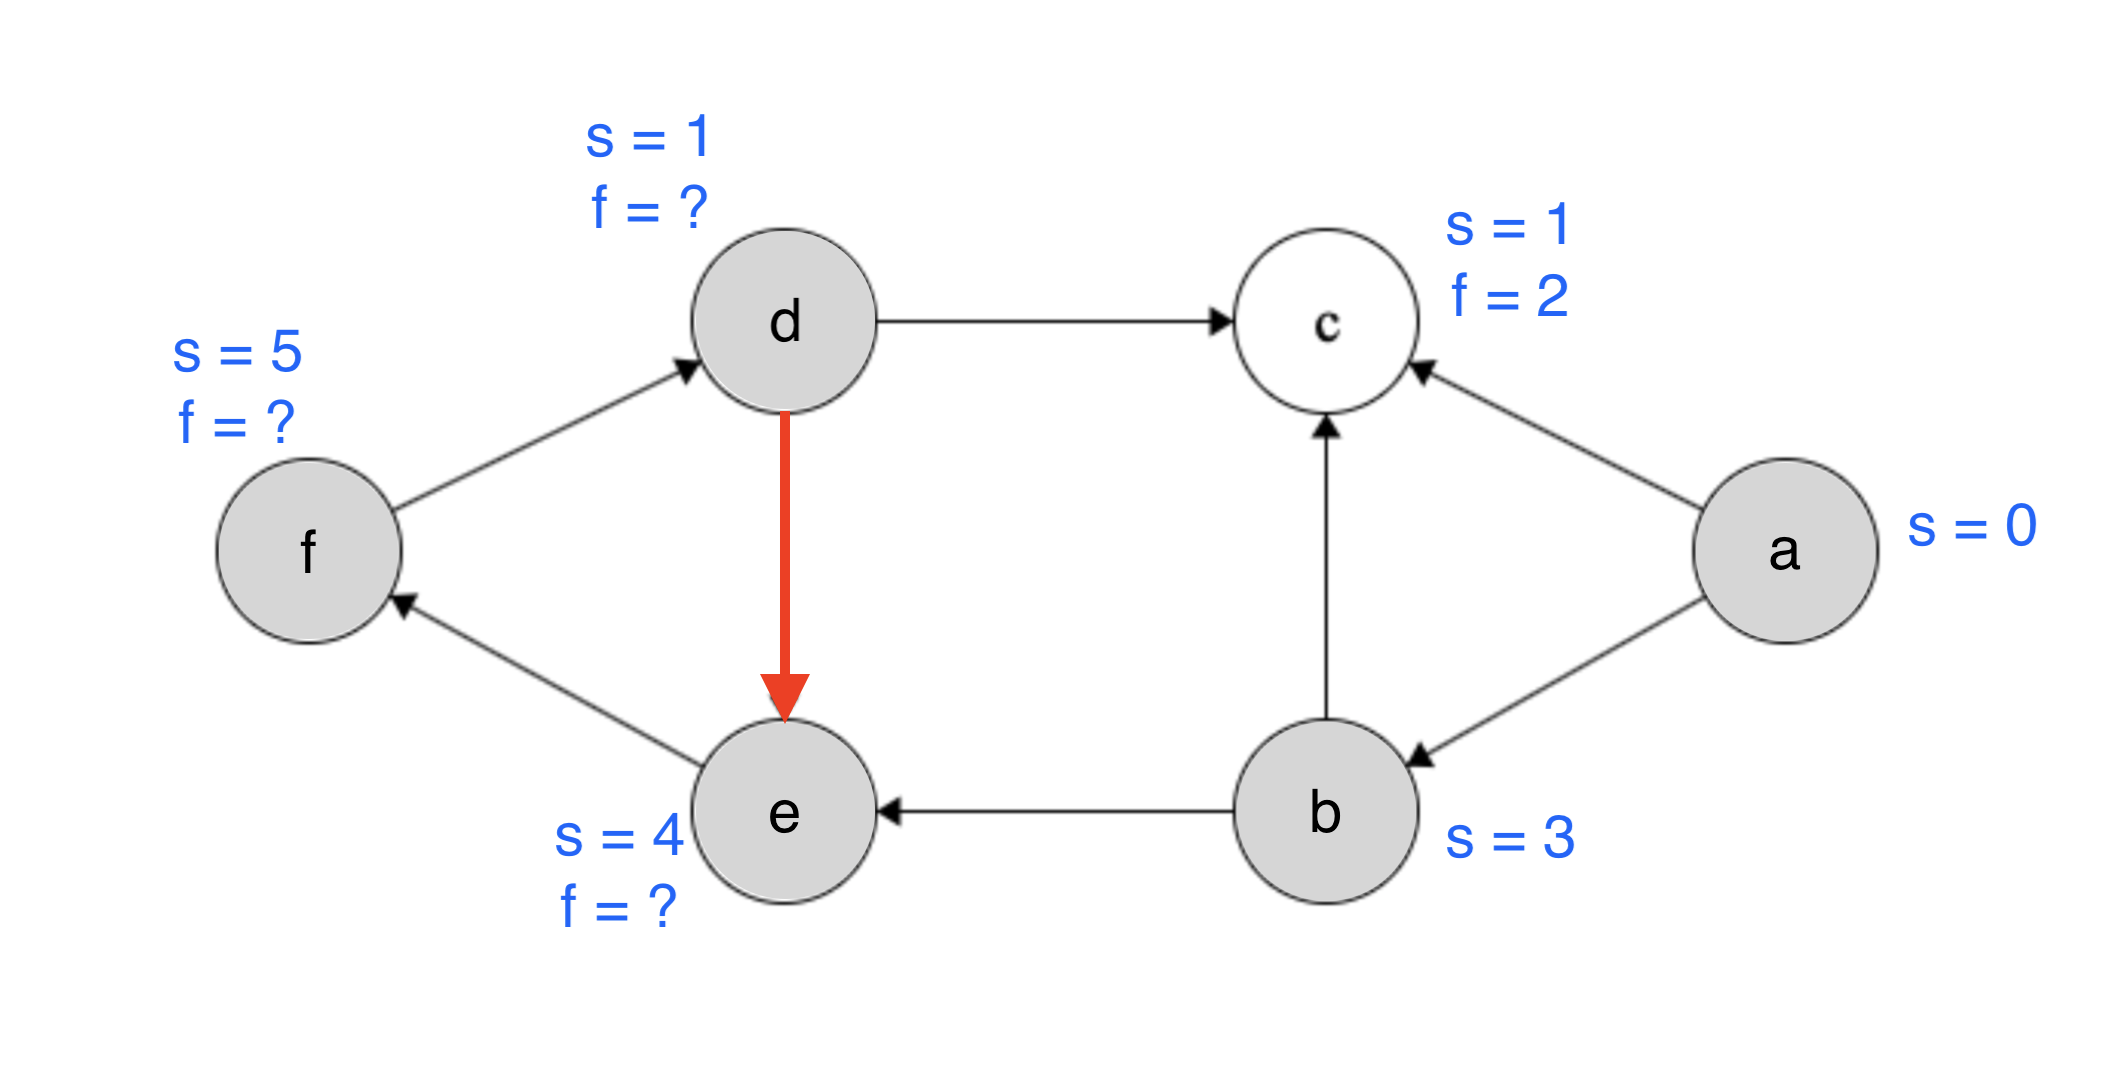 s = 1
f = ?
d
s = 1
f = 2
c
s = 5
f = ?
f
a
s = 0
s = 4
f = ?
e
b
s = 3